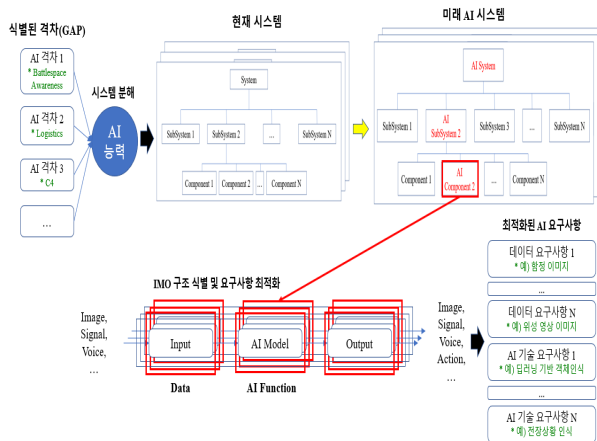 식별된 격차(GAP)
AI 격차 1
* Battlespace
Awareness
AI 격차 2
* Logistics
AI 격차 3
* C4
…
시스템 분해
AI
능력
현재 시스템
System
SubSystem 1
SubSystem 2
…
SubSystem N
Component 1
Component 2
…
Component N
미래 AI 시스템
AI System
SubSystem 1
AI
SubSystem 2
SubSystem 3
…
SubSystem N
Component 1
AI
Component 2
…
Component N
IMO 구조 식별 및 요구사항 최적화
Image,
Signal,
Voice,
…
Input
AI Model
Output
Data
AI Function
Image,
Signal,
Voice,
Action,
…
최적화된 AI 요구사항
데이터 요구사항 1
* 예) 함정 이미지
...
데이터 요구사항 N
* 예) 위성 영상 이미지
AI 기술 요구사항 1
* 예) 딥러닝 기반 객체인식
...
AI 기술 요구사항 N
* 예) 전장상황 인식